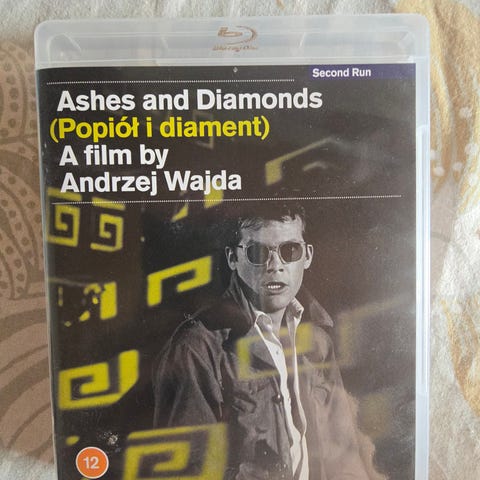 Blu-ray Disc
Second Run
Ashes and Diamonds
(Popiół i diament)
A film by
Andrzej Wajda
12